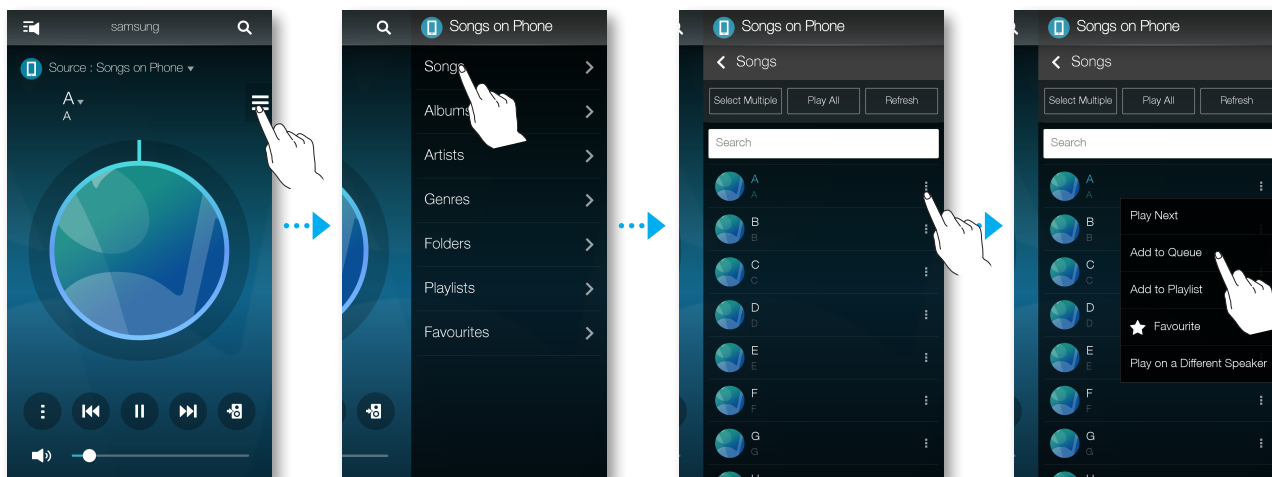 samsung
Source : Songs on Phone
A
A
Songs on Phone
Songs
Albums
Artists
Genres
Folders
Playlists
Favourites
Songs on Phone
Songs
Select Multiple
Play All
Refresh
Search
A
A
B
B
C
C
D
D
E
E
F
F
G
G
Songs on Phone
Songs
Select Multiple
Play All
Refresh
Search
A
A
B
B
C
C
D
D
E
E
F
F
G
G
Play Next
Add to Queue
Add to Playlist
Favourite
Play on a Different Speaker